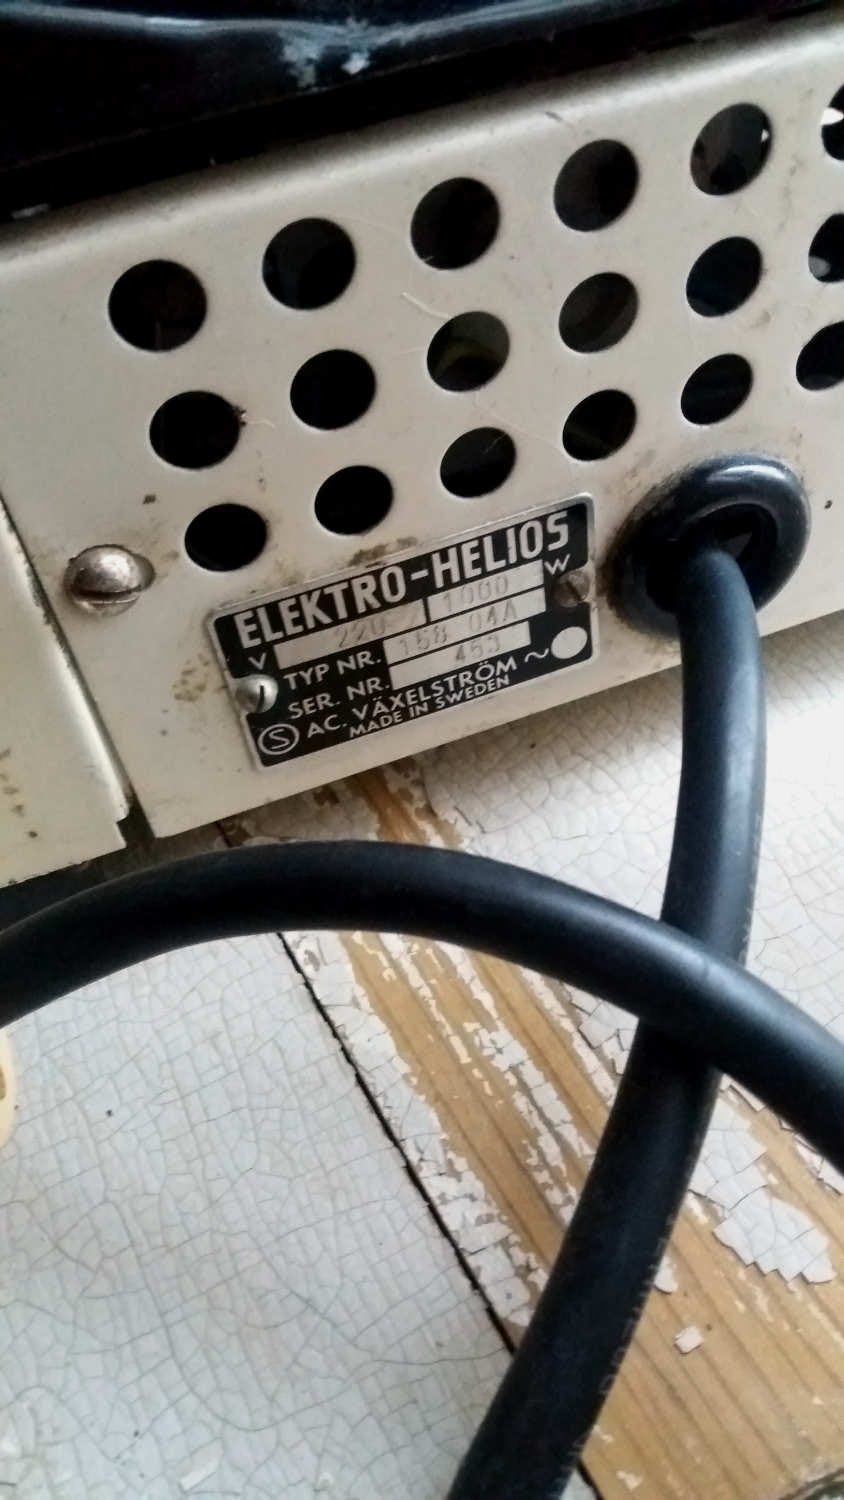 ELEKTRO-HELIOS
V 220 1000 W
TYP NR. 158 04A
SER. NR. 453
S AC. VÄXELSTRÖM ~
MADE IN SWEDEN